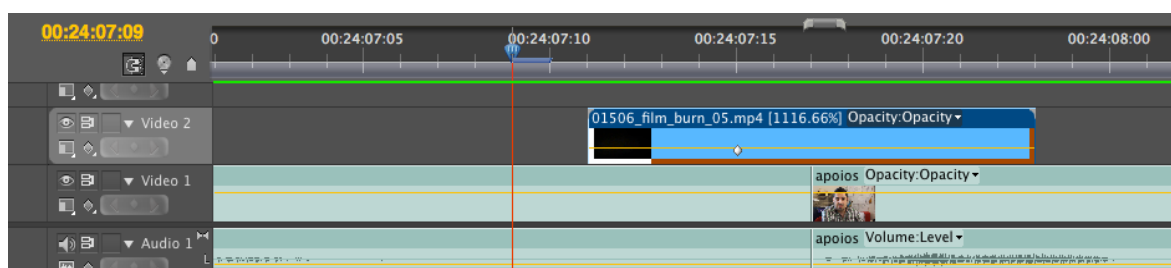 00:24:07:09
0 00:24:07:05 00:24:07:10 00:24:07:15 00:24:07:20 00:24:08:00
Video 2
01506_film_burn_05.mp4 [1116.66%] Opacity:Opacity
Video 1
apoios Opacity:Opacity
Audio 1
apoios Volume:Level
L